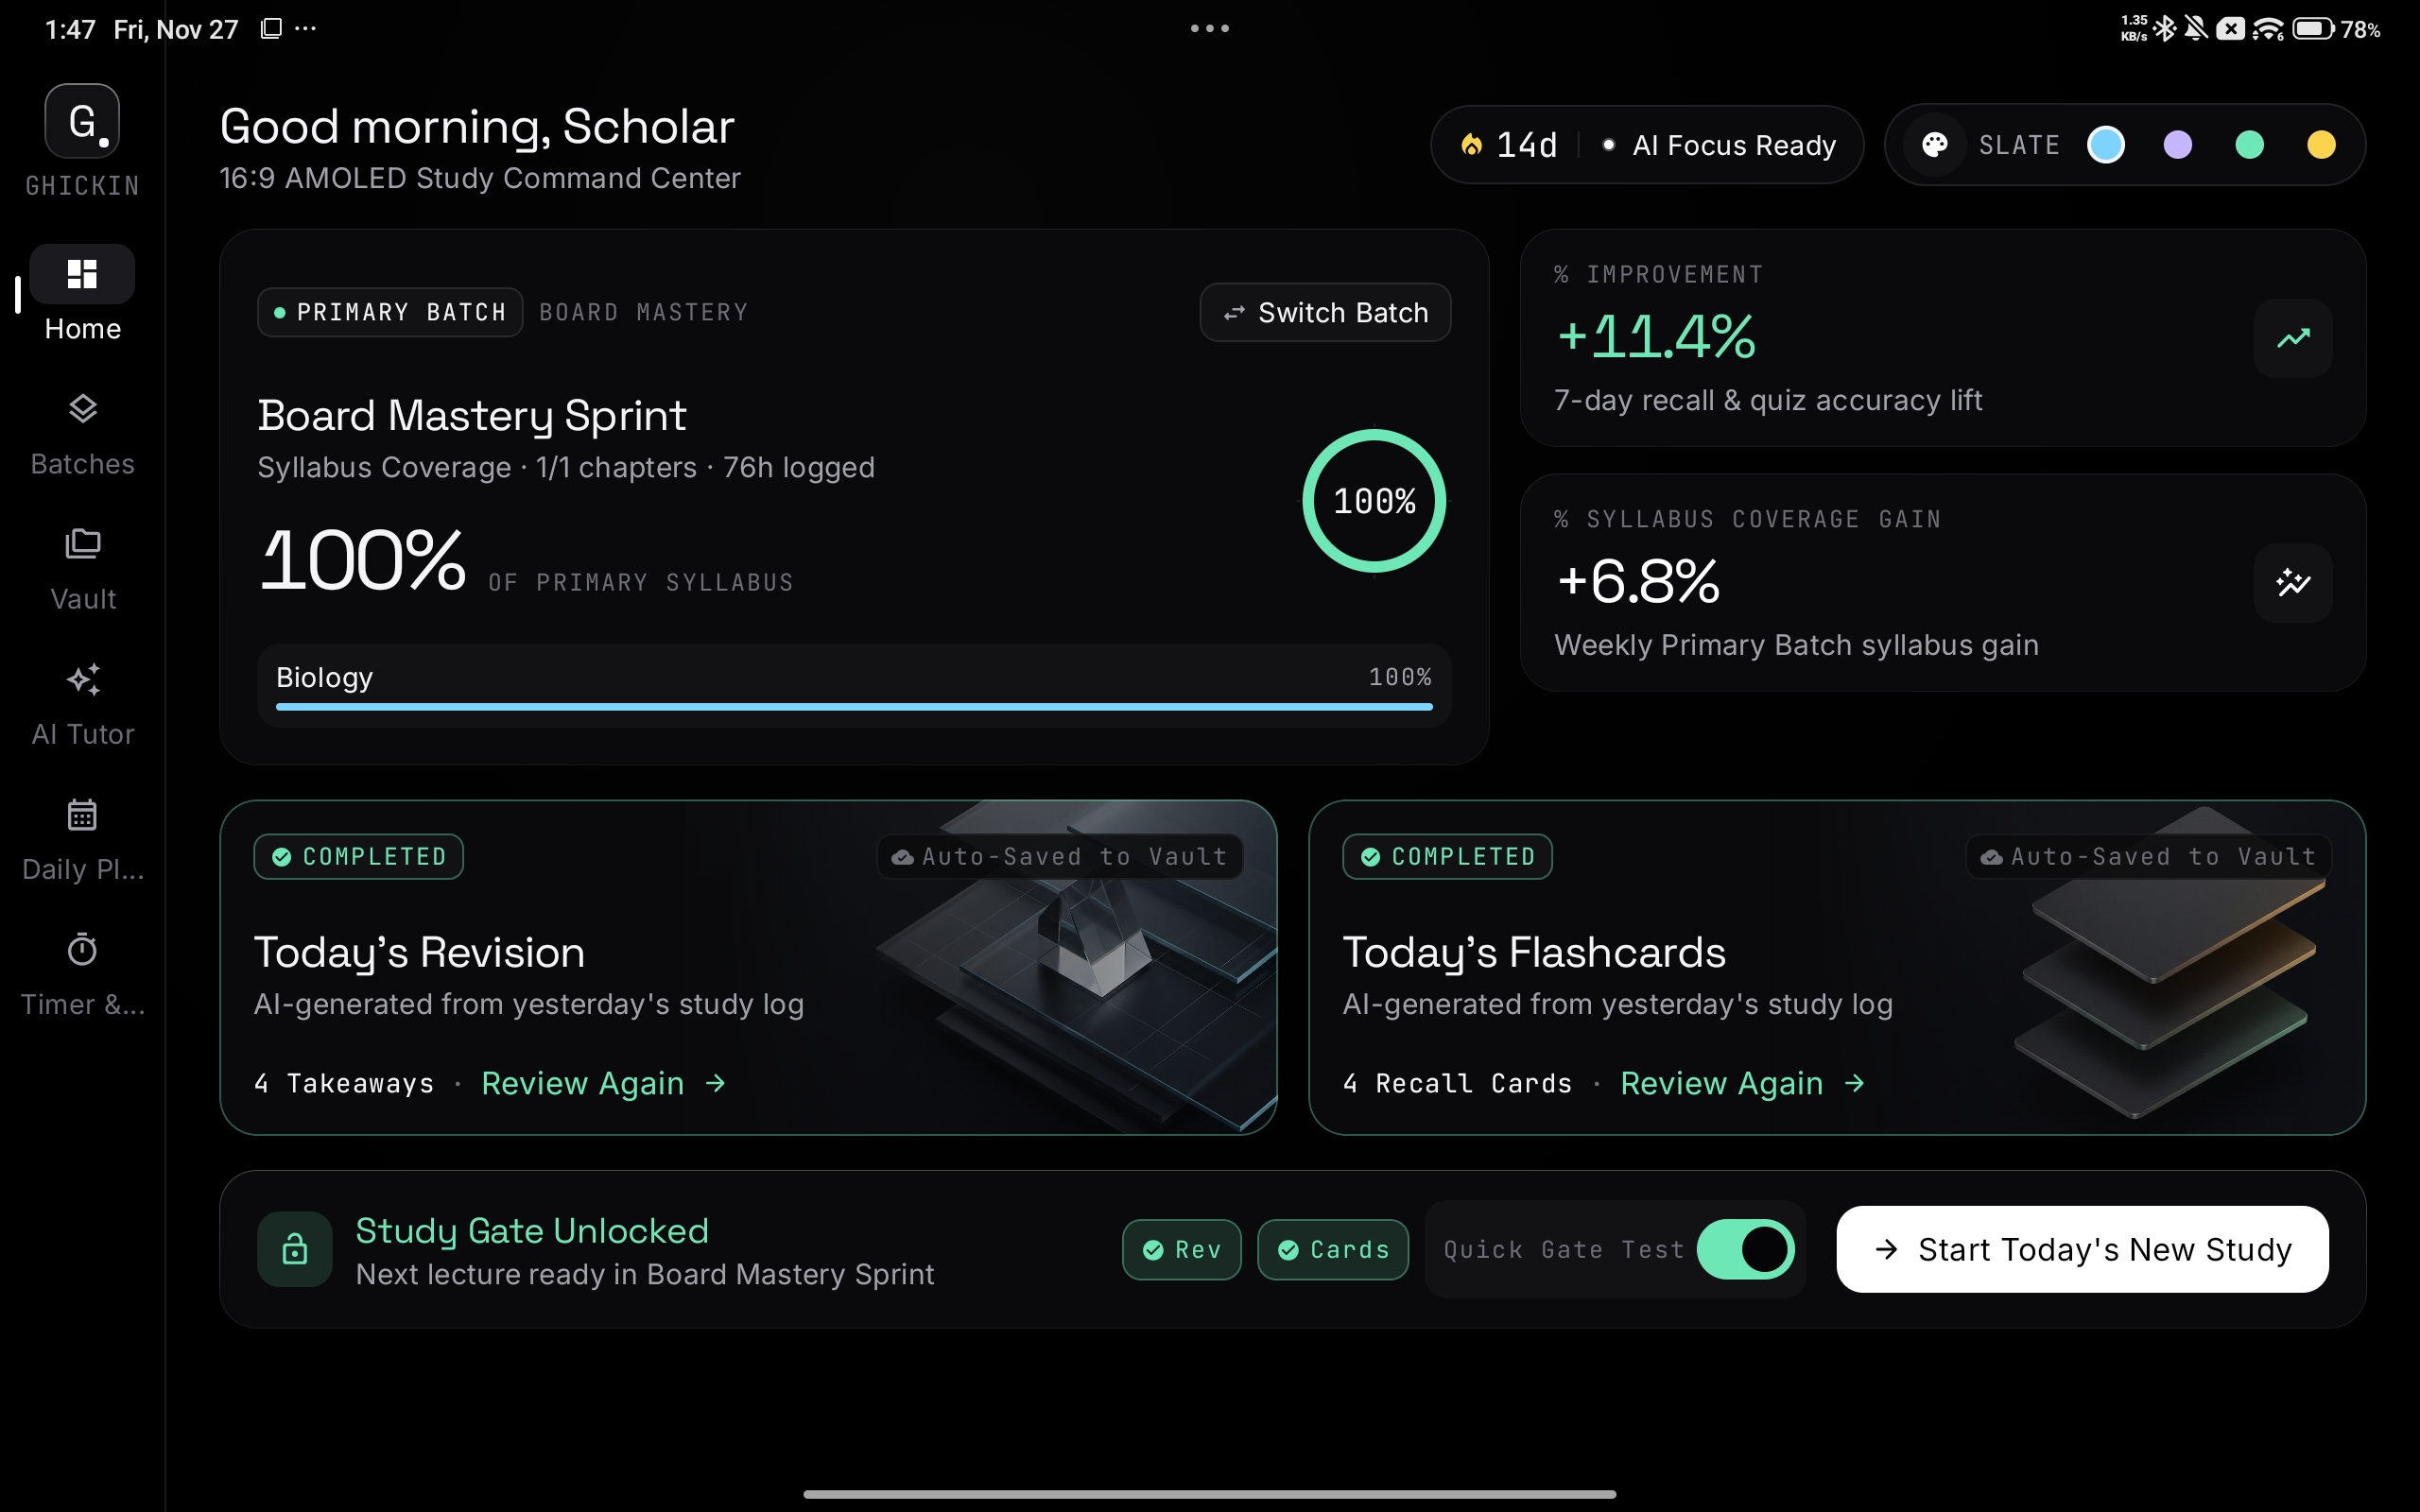 1:47 Fri, Nov 27
1.35 KB/s
6
78%
G.
GHICKIN
Home
Batches
Vault
AI Tutor
Daily Pl...
Timer &...
Good morning, Scholar
16:9 AMOLED Study Command Center
14d
AI Focus Ready
SLATE
PRIMARY BATCH
BOARD MASTERY
Switch Batch
Board Mastery Sprint
Syllabus Coverage · 1/1 chapters · 76h logged
100% OF PRIMARY SYLLABUS
100%
Biology 100%
% IMPROVEMENT
+11.4%
7-day recall & quiz accuracy lift
% SYLLABUS COVERAGE GAIN
+6.8%
Weekly Primary Batch syllabus gain
COMPLETED
Auto-Saved to Vault
Today's Revision
AI-generated from yesterday's study log
4 Takeaways · Review Again →
COMPLETED
Auto-Saved to Vault
Today's Flashcards
AI-generated from yesterday's study log
4 Recall Cards · Review Again →
Study Gate Unlocked
Next lecture ready in Board Mastery Sprint
Rev
Cards
Quick Gate Test
→ Start Today's New Study